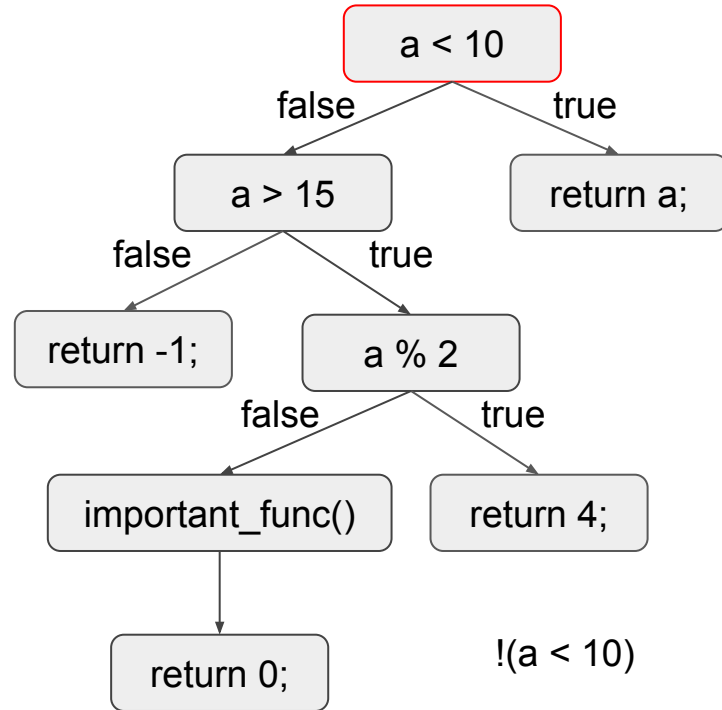 a < 10
false
true
a > 15
return a;
false
true
return -1;
a % 2
false
true
important_func()
return 4;
return 0;
!(a < 10)